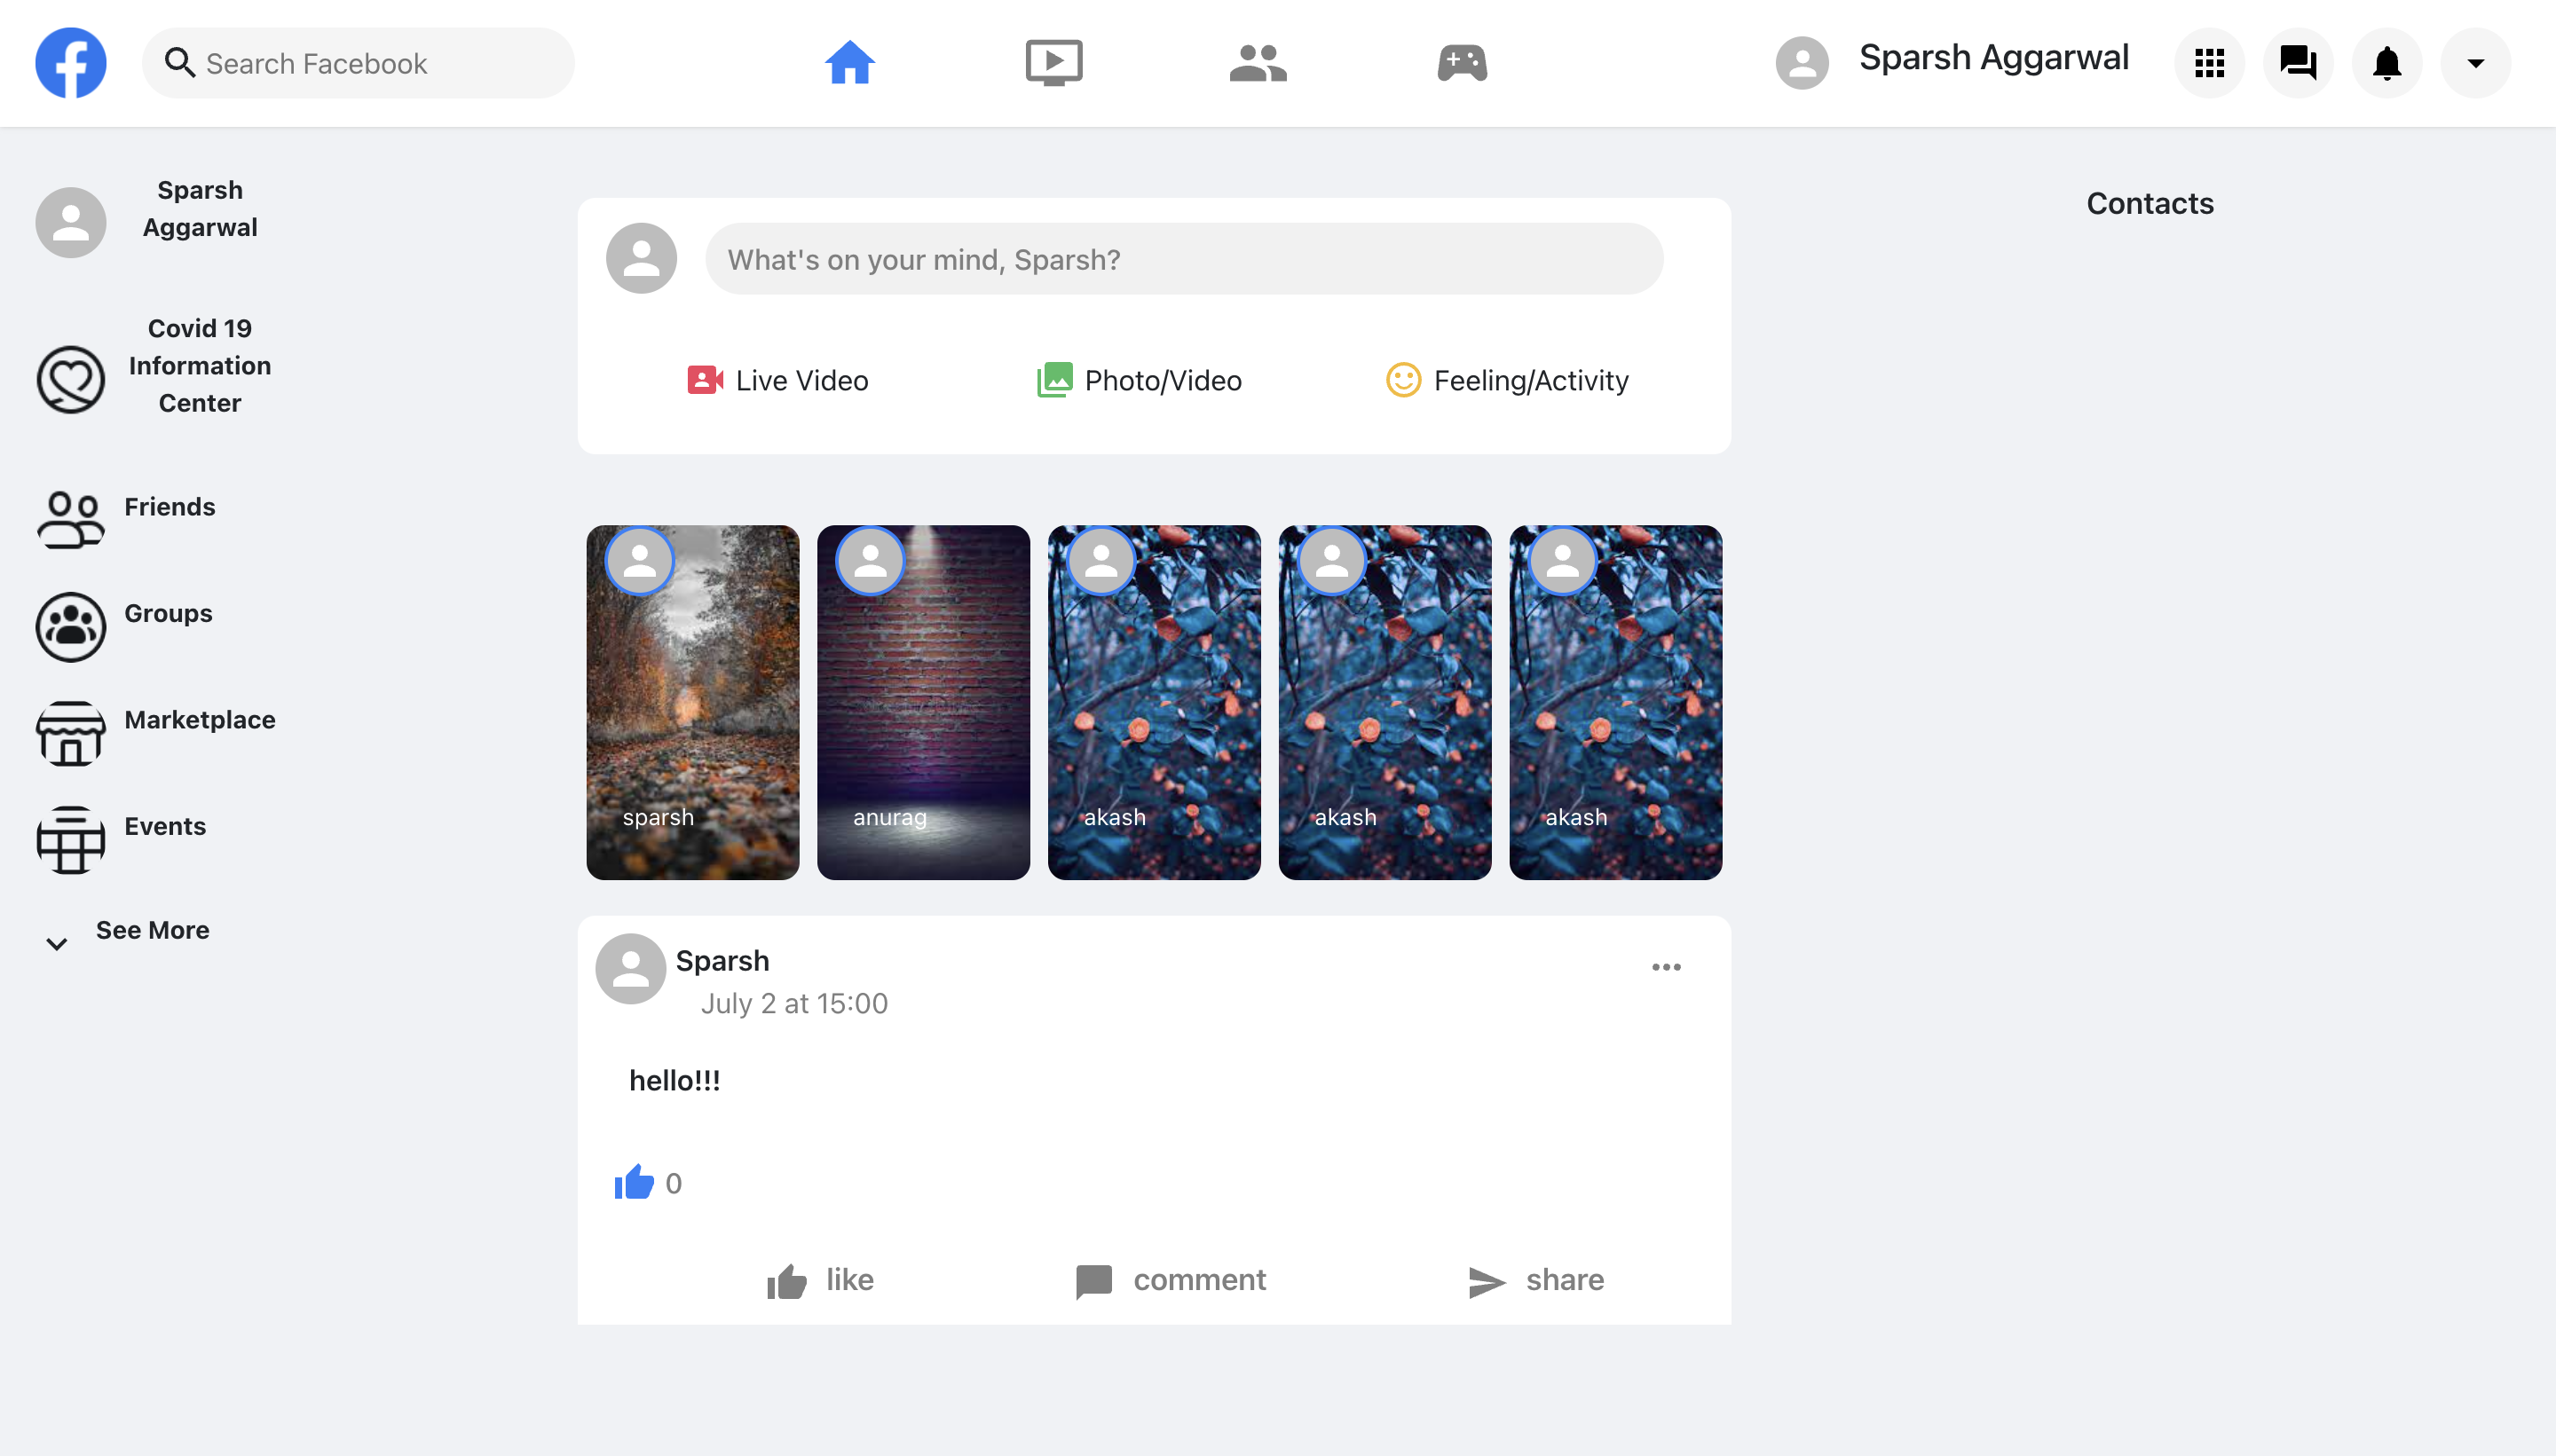 Search Facebook
Sparsh Aggarwal
Sparsh
Aggarwal
Covid 19
Information
Center
Friends
Groups
Marketplace
Events
See More
What's on your mind, Sparsh?
Live Video
Photo/Video
Feeling/Activity
sparsh
anurag
akash
akash
akash
Sparsh
July 2 at 15:00
hello!!!
0
like
comment
share
Contacts